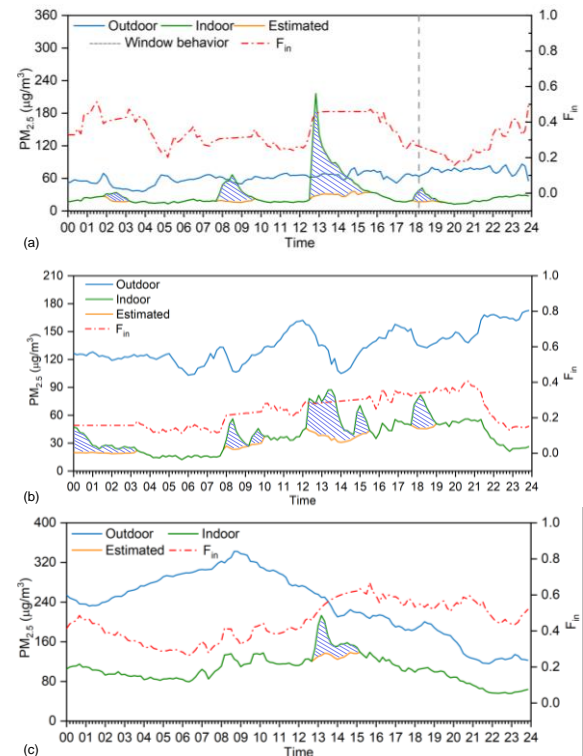 360
300
240
180
120
60
0
PM2.5 (μg/m3)
Outdoor Indoor Estimated
Window behavior Fin
1.0
0.8
0.6
0.4
0.2
0.0
Fin
00 01 02 03 04 05 06 07 08 09 10 11 12 13 14 15 16 17 18 19 20 21 22 23 24
Time
(a)
210
180
150
120
90
60
30
0
PM2.5 (μg/m3)
Outdoor
Indoor
Estimated
Fin
1.0
0.8
0.6
0.4
0.2
0.0
Fin
00 01 02 03 04 05 06 07 08 09 10 11 12 13 14 15 16 17 18 19 20 21 22 23 24
Time
(b)
400
320
240
160
80
0
PM2.5 (μg/m3)
Outdoor Indoor
Estimated Fin
1.0
0.8
0.6
0.4
0.2
0.0
Fin
00 01 02 03 04 05 06 07 08 09 10 11 12 13 14 15 16 17 18 19 20 21 22 23 24
Time
(c)